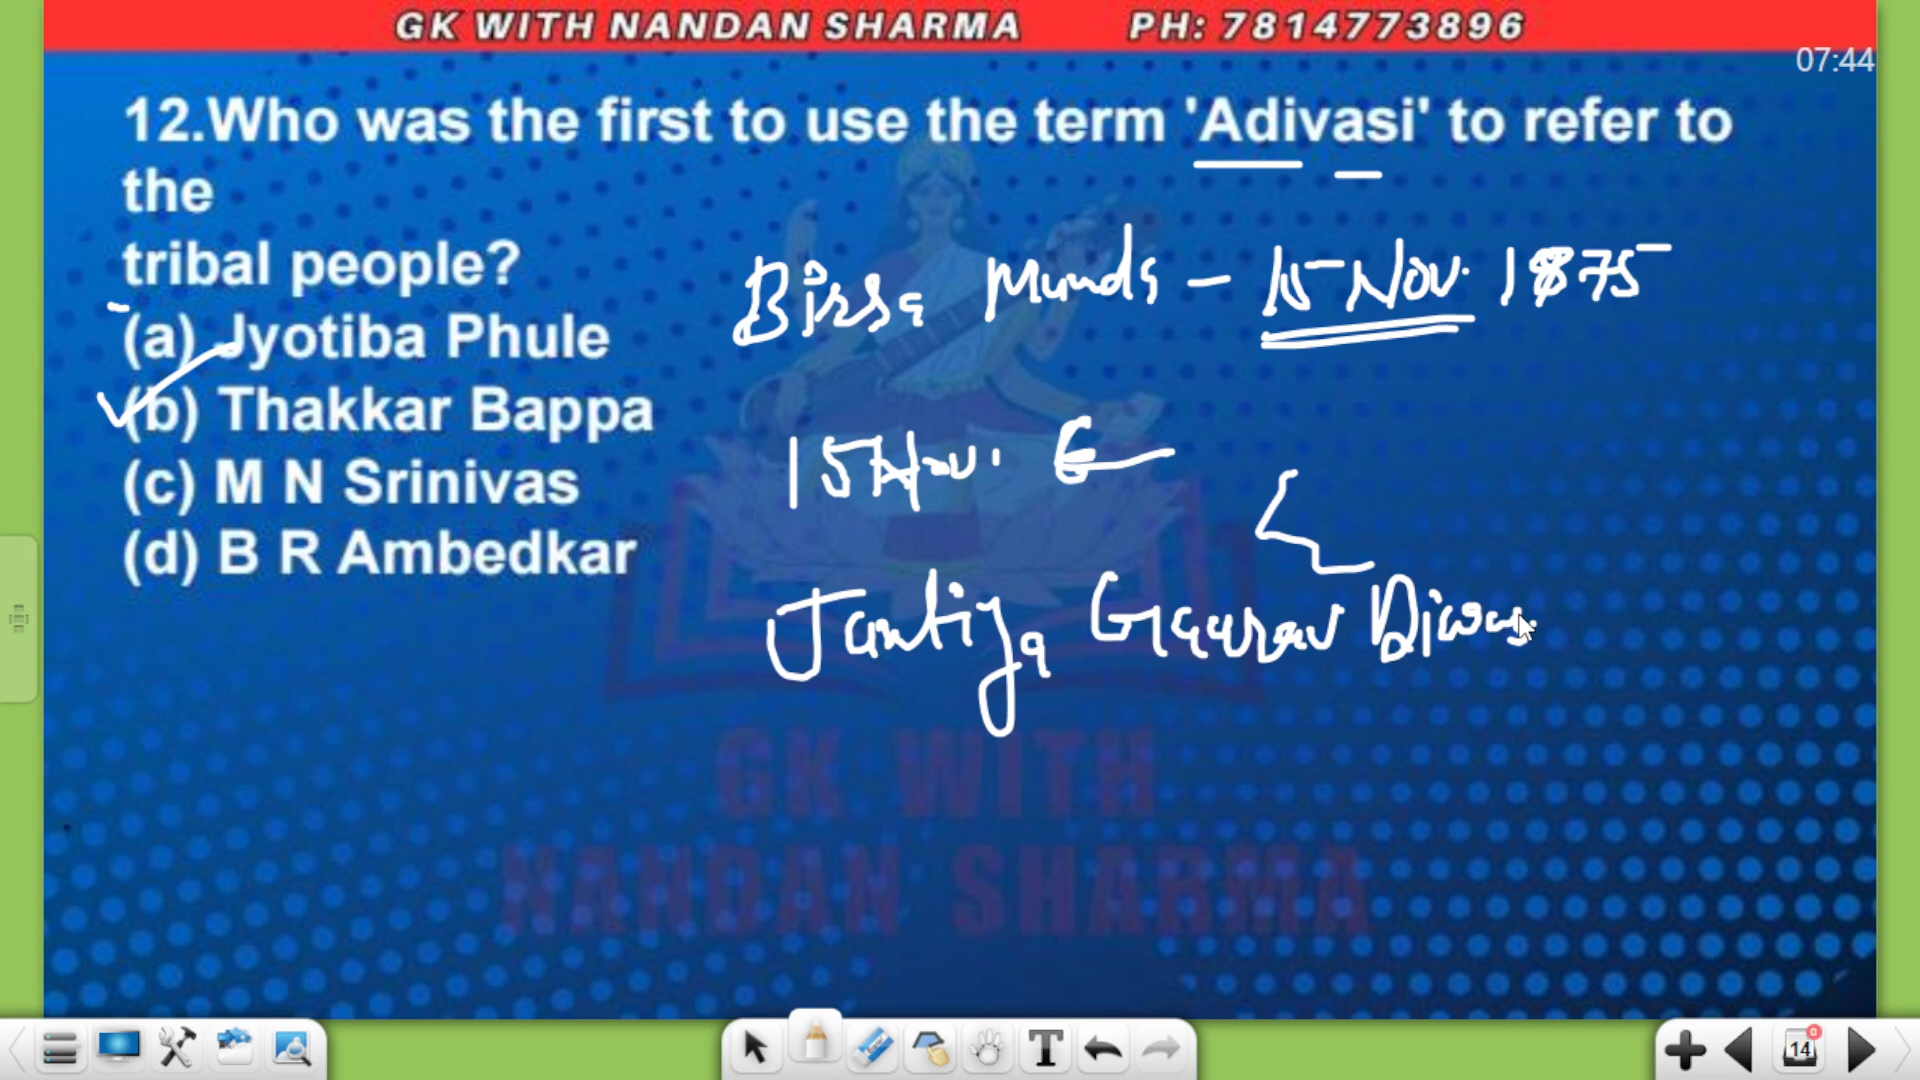 GK WITH NANDAN SHARMA PH: 7814773896
07:44
12.Who was the first to use the term 'Adivasi' to refer to
the
tribal people?
(a) Jyotiba Phule
(b) Thakkar Bappa
(c) M N Srinivas
(d) B R Ambedkar
Birsa Munda - 15 Nov. 1875
15 Nov.
Jantiya Gaurav Diwas
GK WITH
NANDAN SHARMA
14
0